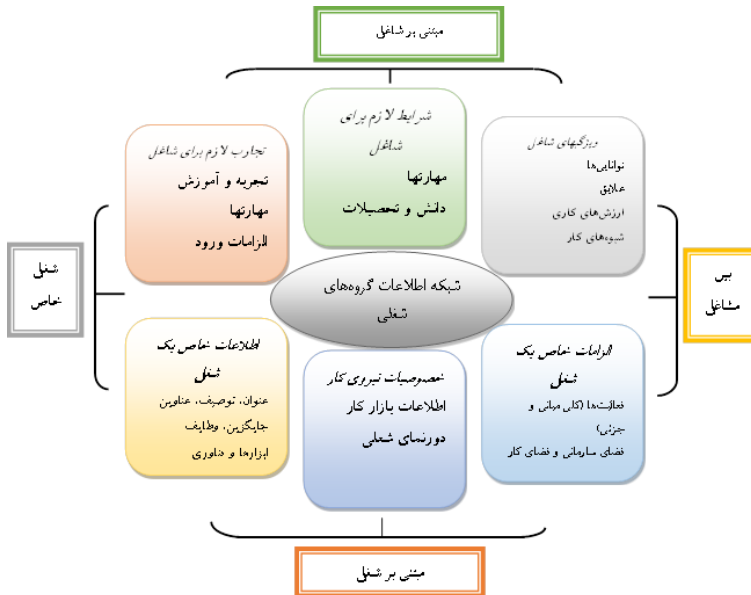 مبتنی بر شاغل
ویژگیهای شاغل
توانایی‌ها
علایق
ارزش‌های کاری
شیوه‌های کار
شرایط لازم برای
شاغل
مهارتها
دانش و تحصیلات
تجارب لازم برای شاغل
تجربه و آموزش
مهارتها
الزامات ورود
بین
مشاغل
شبکه اطلاعات گروه‌های
شغلی
شغل
خاص
الزامات خاص یک
شغل
فعالیت‌ها (کلی میانی و
جزئی)
فضای سازمانی و فضای کار
خصوصیات نیروی کار
اطلاعات بازار کار
دورنمای شغلی
اطلاعات خاص یک
شغل
عنوان، توصیف، عناوین
جایگزین، وظایف
ابزارها و فناوری
مبتنی بر شغل